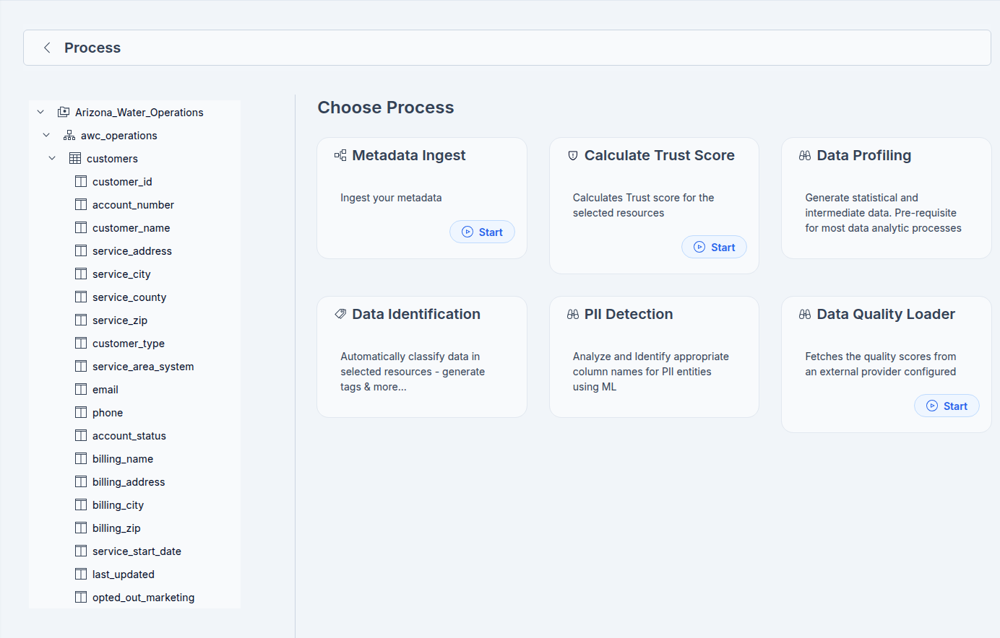 Process
Arizona_Water_Operations
awc_operations
customers
customer_id
account_number
customer_name
service_address
service_city
service_county
service_zip
customer_type
service_area_system
email
phone
account_status
billing_name
billing_address
billing_city
billing_zip
service_start_date
last_updated
opted_out_marketing
Choose Process
Metadata Ingest
Ingest your metadata
Start
Calculate Trust Score
Calculates Trust score for the
selected resources
Start
Data Profiling
Generate statistical and
intermediate data. Pre-requisite
for most data analytic processes
Data Identification
Automatically classify data in
selected resources - generate
tags & more...
PII Detection
Analyze and Identify appropriate
column names for PII entities
using ML
Data Quality Loader
Fetches the quality scores from
an external provider configured
Start